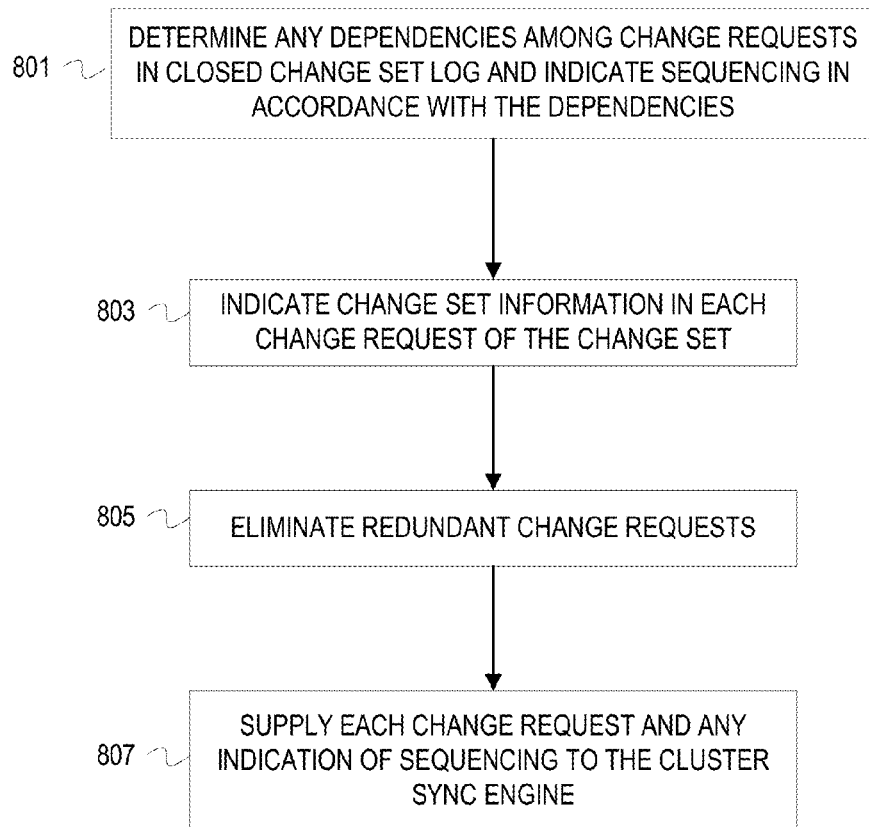 801
DETERMINE ANY DEPENDENCIES AMONG CHANGE REQUESTS
IN CLOSED CHANGE SET LOG AND INDICATE SEQUENCING IN
ACCORDANCE WITH THE DEPENDENCIES
803
INDICATE CHANGE SET INFORMATION IN EACH
CHANGE REQUEST OF THE CHANGE SET
805
ELIMINATE REDUNDANT CHANGE REQUESTS
807
SUPPLY EACH CHANGE REQUEST AND ANY
INDICATION OF SEQUENCING TO THE CLUSTER
SYNC ENGINE